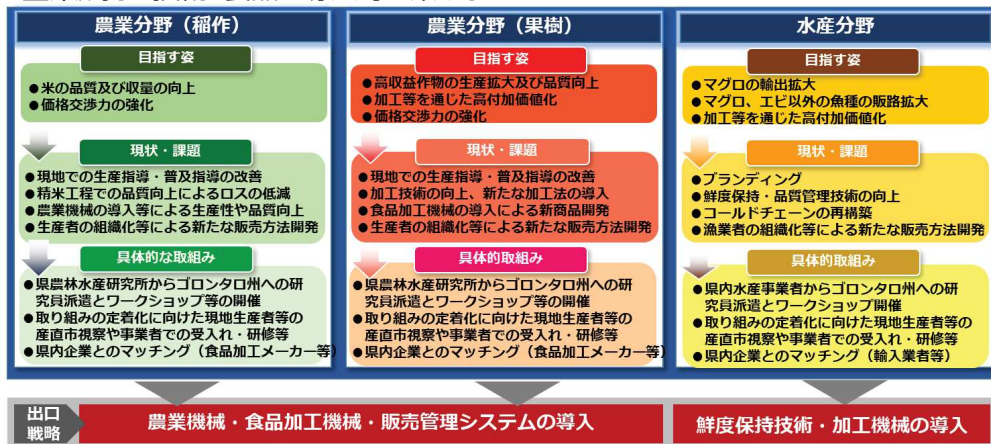 農業分野（稲作）
目指す姿
●米の品質及び収量の向上
●価格交渉力の強化
現状・課題
●現地での生産指導・普及指導の改善
●精米工程での品質向上によるロスの低減
●農業機械の導入等による生産性や品質向上
●生産者の組織化等による新たな販売方法開発
具体的な取組み
●県農林水産研究所からゴロンタロ州への研
究員派遣とワークショップ等の開催
●取り組みの定着化に向けた現地生産者等の
産直市視察や事業者での受入れ・研修等
●県内企業とのマッチング（食品加工メーカー等）
農業分野（果樹）
目指す姿
●高収益作物の生産拡大及び品質向上
●加工等を通じた高付加価値化
●価格交渉力の強化
現状・課題
●現地での生産指導・普及指導の改善
●加工技術の向上、新たな加工法の導入
●食品加工機械の導入による新商品開発
●生産者の組織化等による新たな販売方法開発
具体的取組み
●県農林水産研究所からゴロンタロ州への研
究員派遣とワークショップ等の開催
●取り組みの定着化に向けた現地生産者等の
産直市視察や事業者での受入れ・研修等
●県内企業とのマッチング（食品加工メーカー等）
水産分野
目指す姿
●マグロの輸出拡大
●マグロ、エビ以外の魚種の販路拡大
●加工等を通じた高付加価値化
現状・課題
●ブランディング
●鮮度保持・品質管理技術の向上
●コールドチェーンの再構築
●漁業者の組織化等による新たな販売方法開発
具体的取組み
●県内水産事業者からゴロンタロ州への研
究員派遣とワークショップ開催
●取り組みの定着化に向けた現地生産者等の
産直市視察や事業者での受入れ・研修等
●県内企業とのマッチング（輸入業者等）
出口
戦略
農業機械・食品加工機械・販売管理システムの導入
鮮度保持技術・加工機械の導入